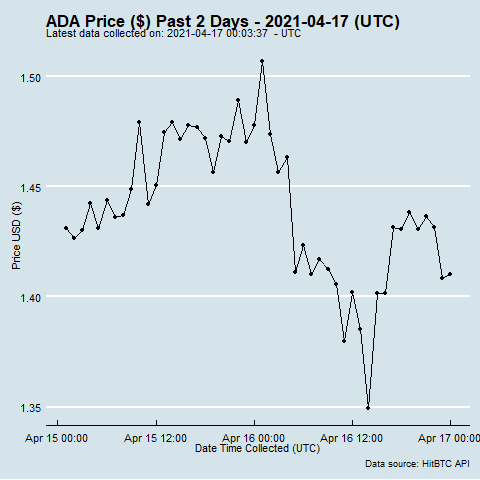 ADA Price ($) Past 2 Days - 2021-04-17 (UTC)
Latest data collected on: 2021-04-17 00:03:37 - UTC
1.50
1.45
1.40
1.35
Price USD ($)
Apr 15 00:00 Apr 15 12:00 Apr 16 00:00 Apr 16 12:00 Apr 17 00:00
Date Time Collected (UTC)
Data source: HitBTC API